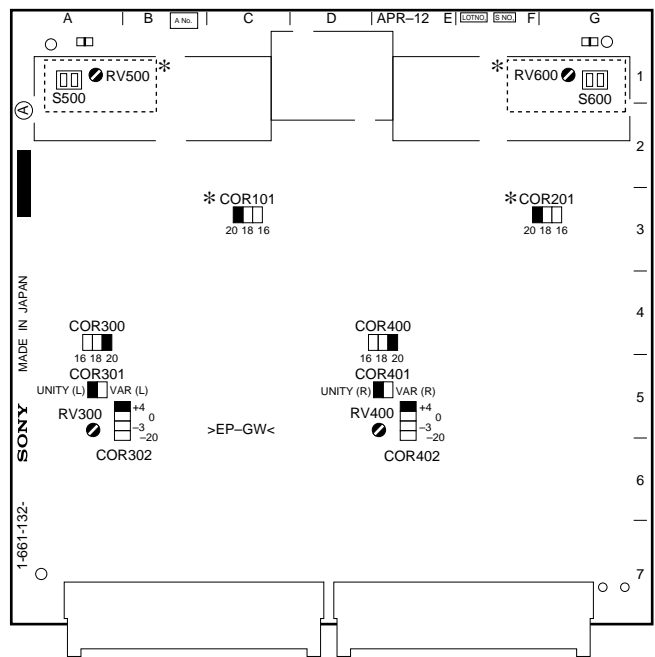 A B A No. C D APR–12 E LOTNO. S NO. F G
RV500 * * RV600 1
S500 S600
A
2
* COR101 * COR201
20 18 16 20 18 16 3
MADE IN JAPAN
4
COR300 COR400
16 18 20 16 18 20
COR301 COR401
UNITY (L) VAR (L) UNITY (R) VAR (R) 5
+4 +4
RV300 0 RV400 0
–3 >EP–GW< –3
–20 –20
SONY
COR302 COR402
6
1-661-132-
7